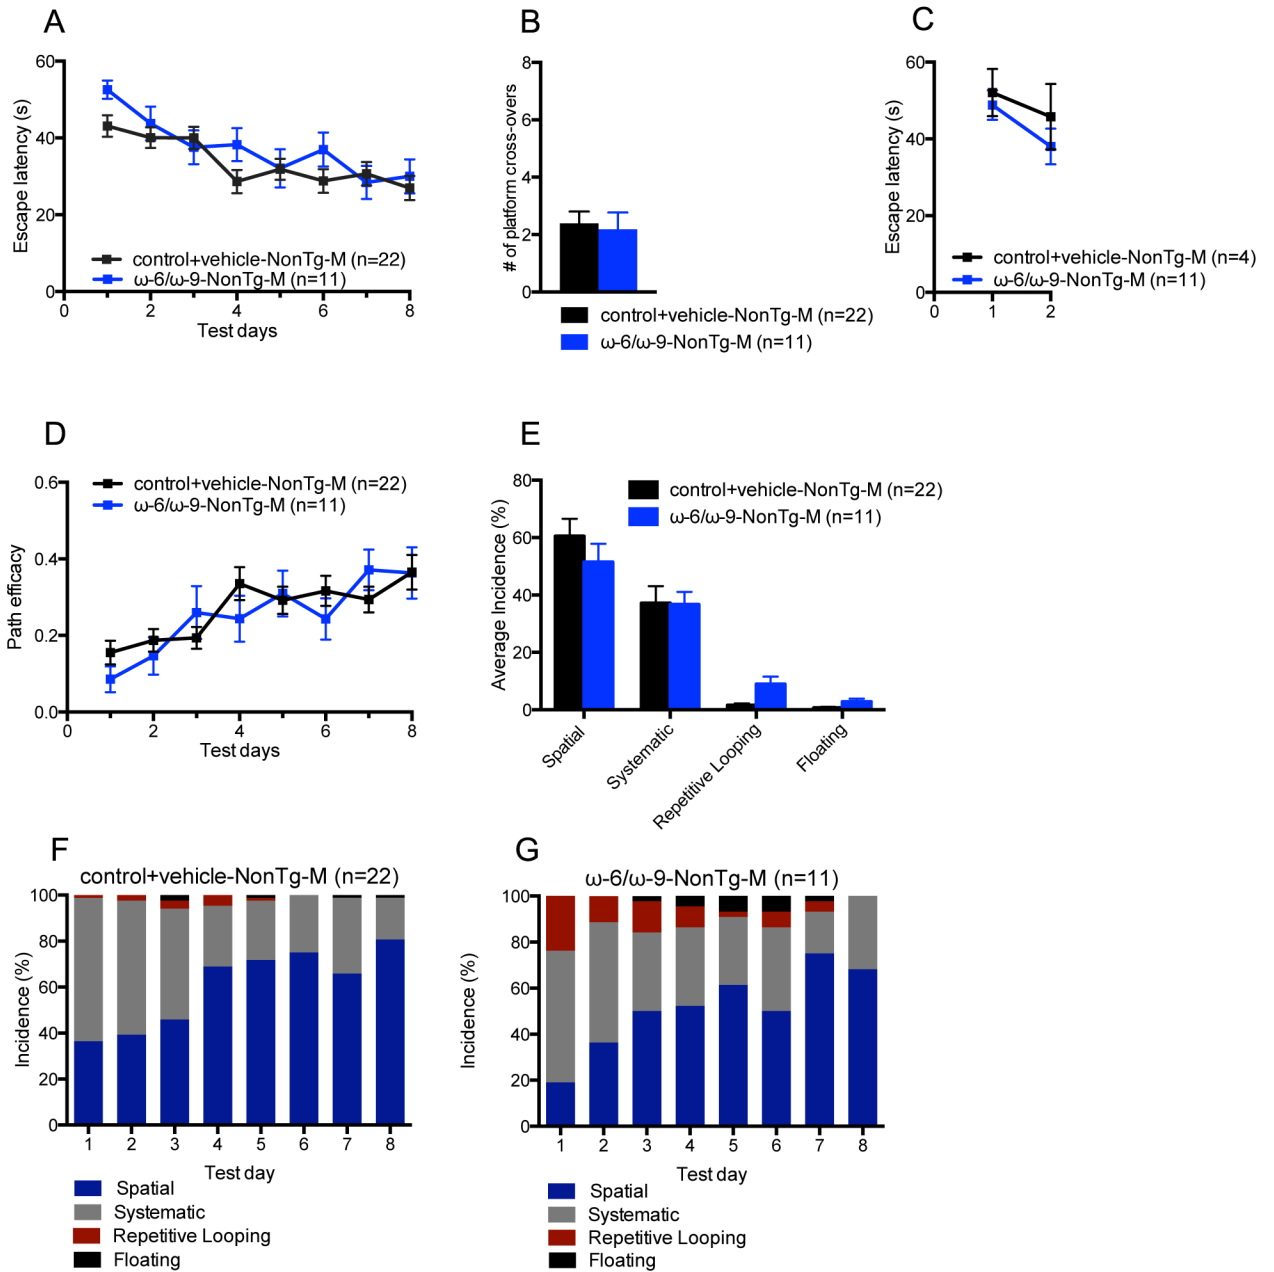 A
60
40
20
0
Escape latency (s)
control+vehicle-NonTg-M (n=22)
ω-6/ω-9-NonTg-M (n=11)
0
2
4
6
8
Test days
B
8
6
4
2
0
# of platform cross-overs
control+vehicle-NonTg-M (n=22)
ω-6/ω-9-NonTg-M (n=11)
C
60
40
20
0
Escape latency (s)
control+vehicle-NonTg-M (n=4)
ω-6/ω-9-NonTg-M (n=11)
0
1
2
D
0.6
0.4
0.2
0.0
Path efficacy
control+vehicle-NonTg-M (n=22)
ω-6/ω-9-NonTg-M (n=11)
0
2
4
6
8
Test days
E
80
60
40
20
0
Average Incidence (%)
control+vehicle-NonTg-M (n=22)
ω-6/ω-9-NonTg-M (n=11)
Spatial
Systematic
Repetitive Looping
Floating
F
control+vehicle-NonTg-M (n=22)
100
80
60
40
20
0
Incidence (%)
1 2 3 4 5 6 7 8
Test day
Spatial
Systematic
Repetitive Looping
Floating
G
ω-6/ω-9-NonTg-M (n=11)
100
80
60
40
20
0
Incidence (%)
1 2 3 4 5 6 7 8
Test day
Spatial
Systematic
Repetitive Looping
Floating